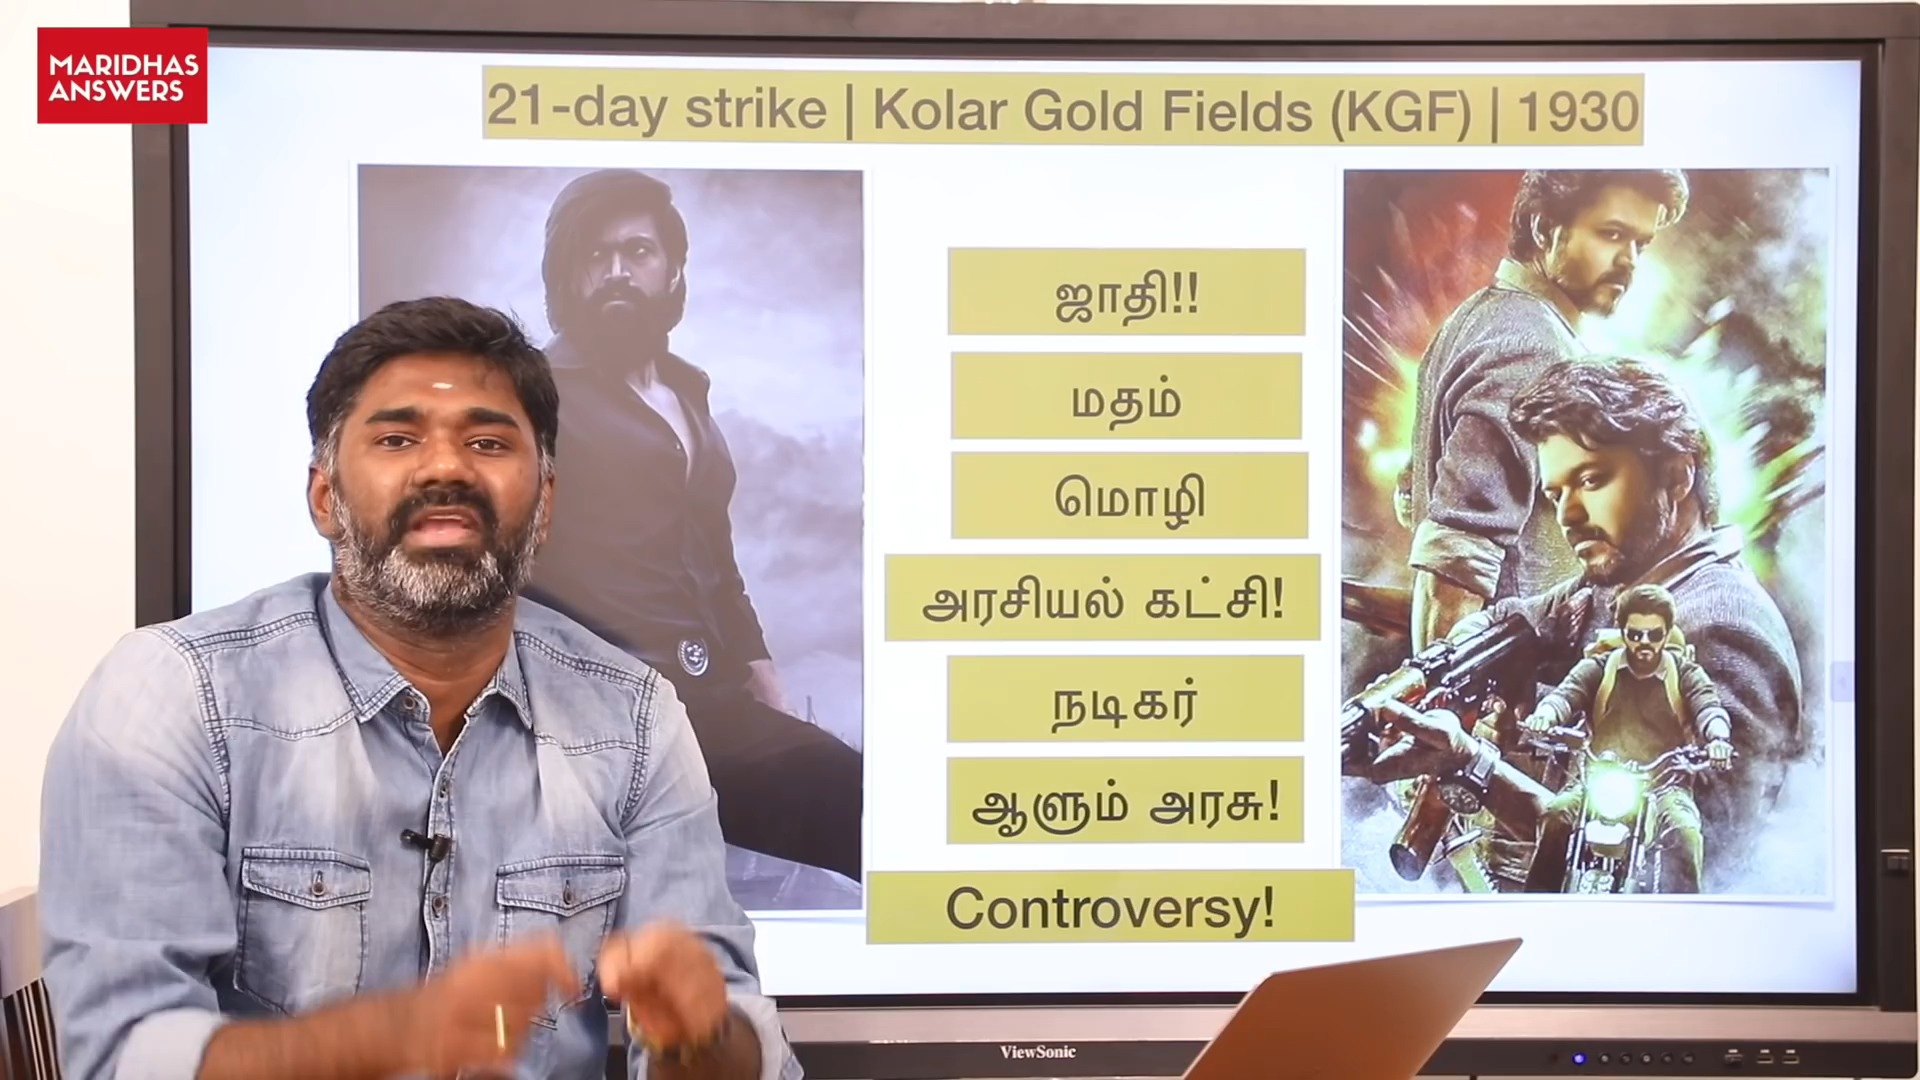 MARIDHAS
ANSWERS
21-day strike | Kolar Gold Fields (KGF) | 1930
ஜாதி!!
மதம்
மொழி
அரசியல் கட்சி!
நடிகர்
ஆளும் அரசு!
Controversy!
ViewSonic